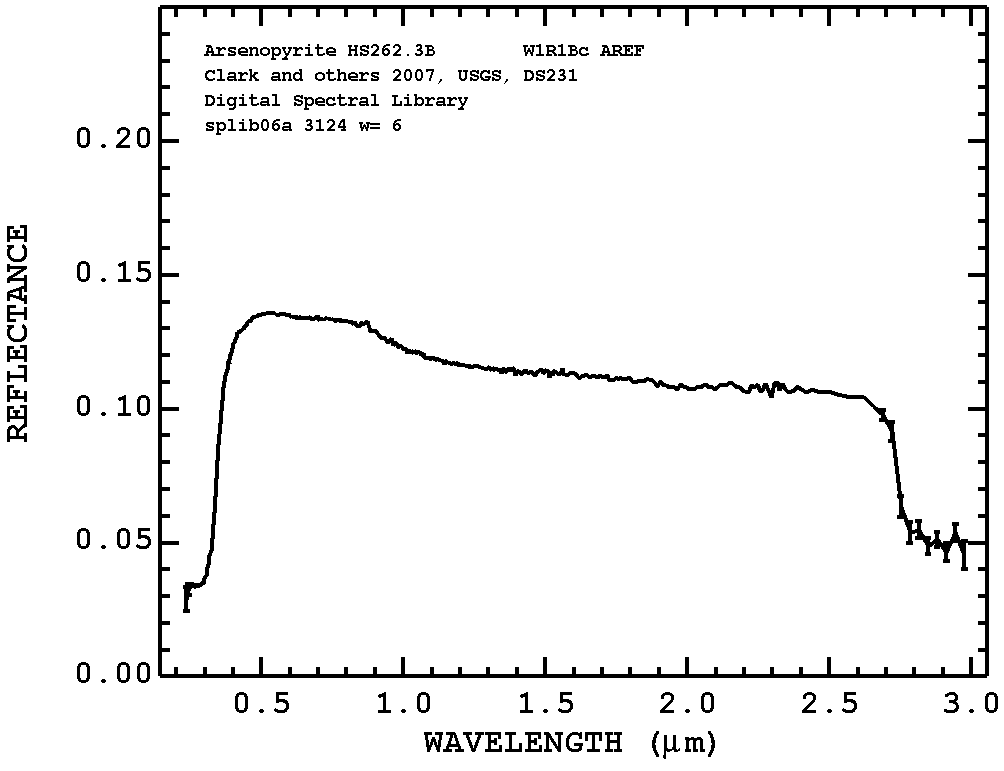 Arsenopyrite HS262.3B W1R1Bc AREF
Clark and others 2007, USGS, DS231
Digital Spectral Library
splib06a 3124 w= 6
0.20
0.15
0.10
0.05
0.00
REFLECTANCE
0.5 1.0 1.5 2.0 2.5 3.0
WAVELENGTH (μm)